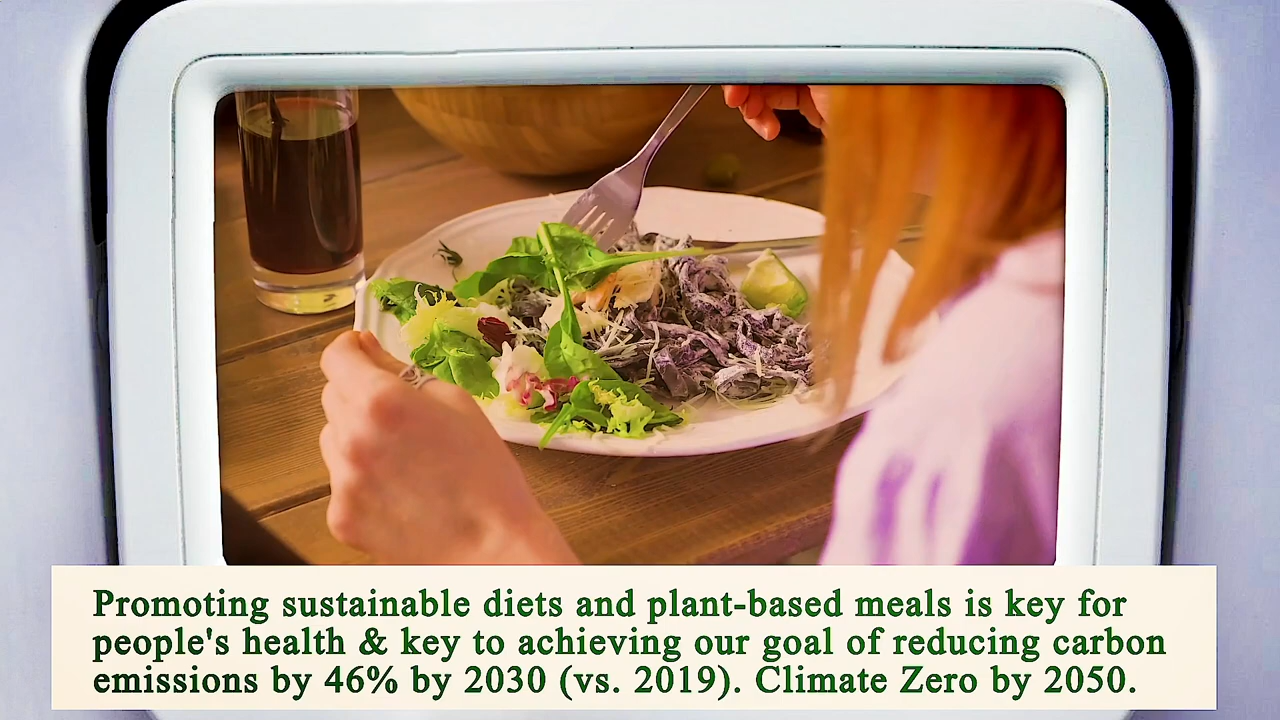 Promoting sustainable diets and plant-based meals is key for
people's health & key to achieving our goal of reducing carbon
emissions by 46% by 2030 (vs. 2019). Climate Zero by 2050.